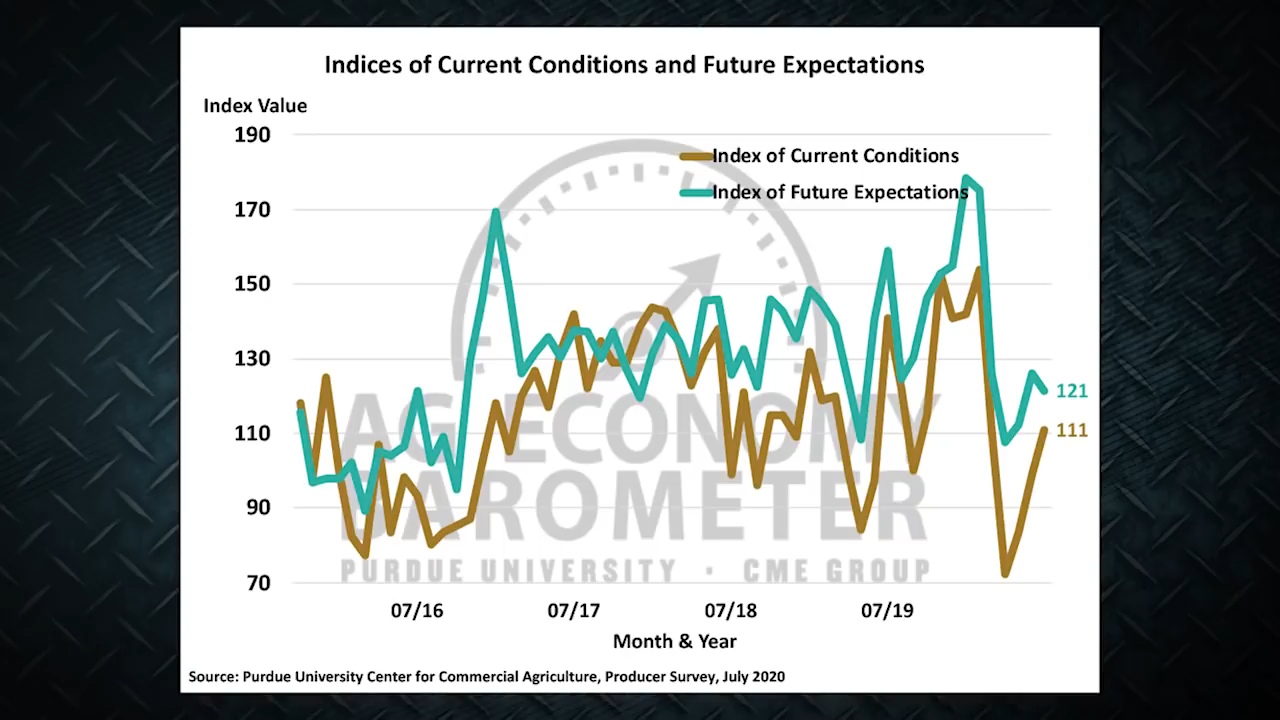 Indices of Current Conditions and Future Expectations
Index Value
190
170
150
130
110
90
70
Index of Current Conditions
Index of Future Expectations
121
111
AG ECONOMY
BAROMETER
PURDUE UNIVERSITY · CME GROUP
07/16 07/17 07/18 07/19
Month & Year
Source: Purdue University Center for Commercial Agriculture, Producer Survey, July 2020